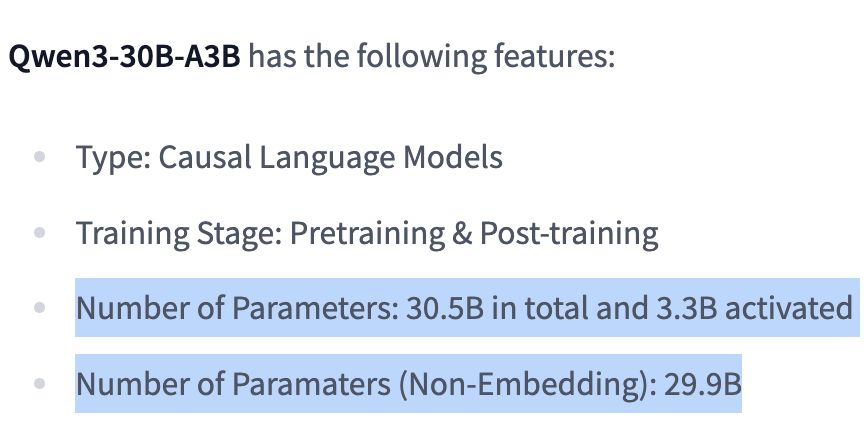 Qwen3-30B-A3B has the following features:
Type: Causal Language Models
Training Stage: Pretraining & Post-training
Number of Parameters: 30.5B in total and 3.3B activated
Number of Paramaters (Non-Embedding): 29.9B